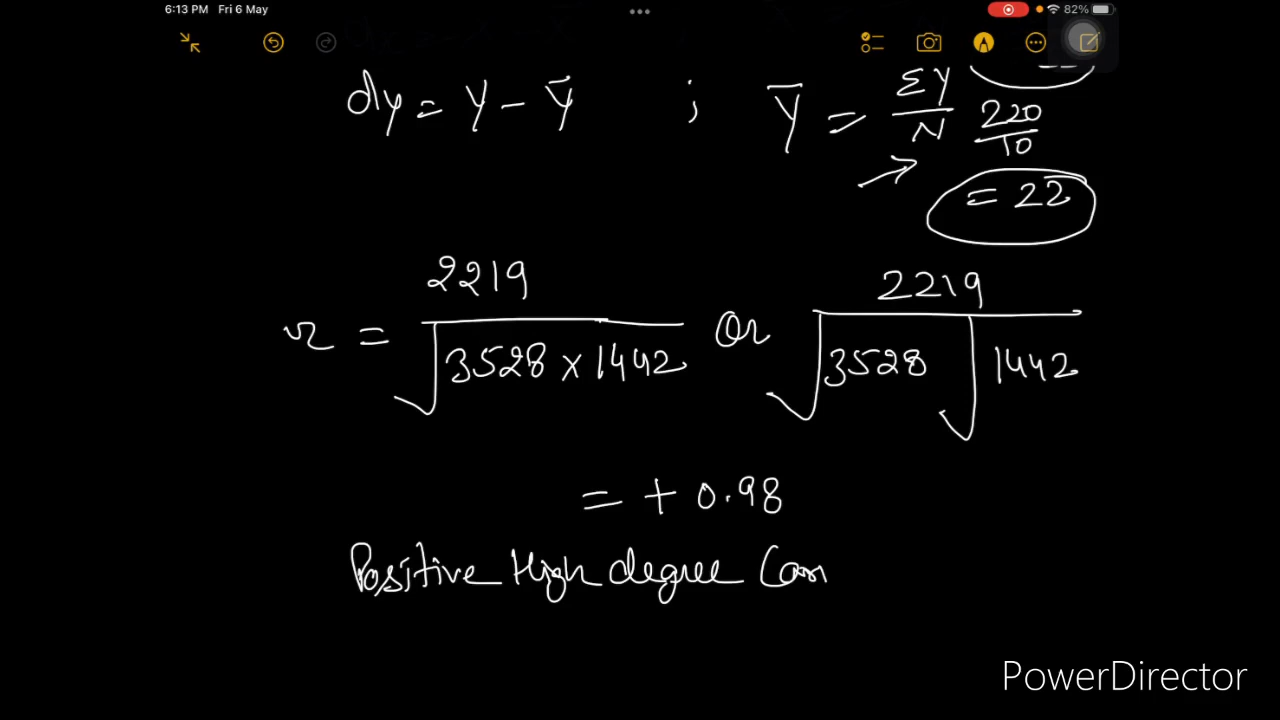 6:13 PM Fri 6 May
82%
dy = Y - Ȳ ; Ȳ = ΣY/N 220/10
= 22
r = 2219/√3528 x 1442 Or 2219/√3528 √1442
= + 0.98
Positive High degree Corr
PowerDirector